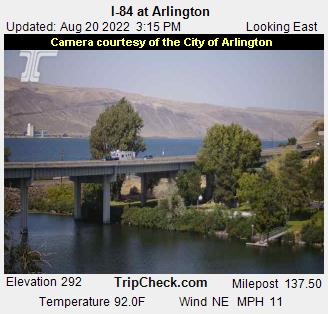 I-84 at Arlington
Updated: Aug 20 2022 3:15 PM Looking East
Camera courtesy of the City of Arlington
Elevation 292 TripCheck.com Milepost 137.50
Temperature 92.0F Wind NE MPH 11